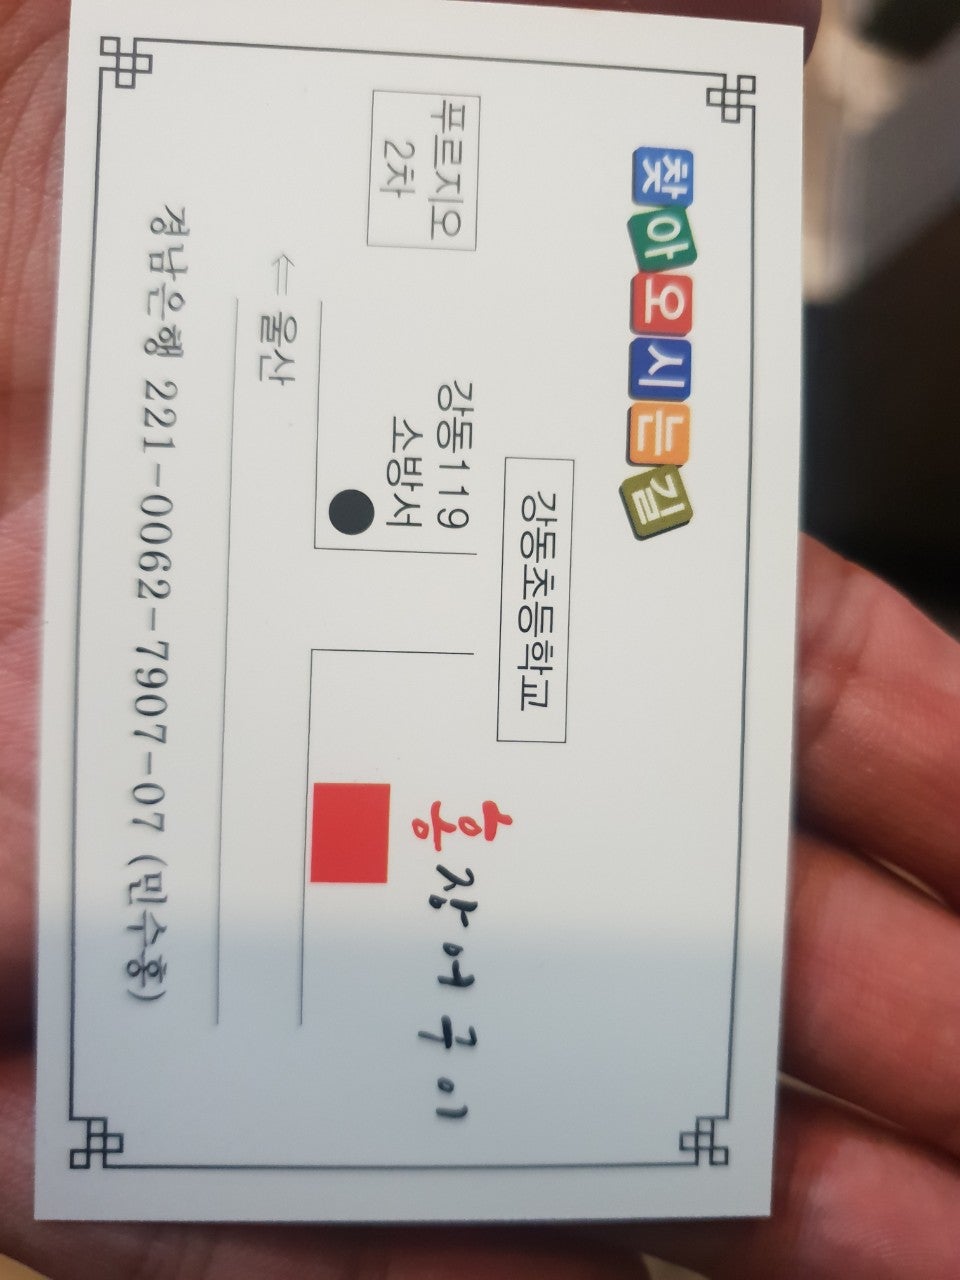 찾아오시는길
강동초등학교
푸르지오
2차
강동119
소방서
홍장어구이
⇐ 울산
경남은행 221-0062-7907-07 (민수홍)